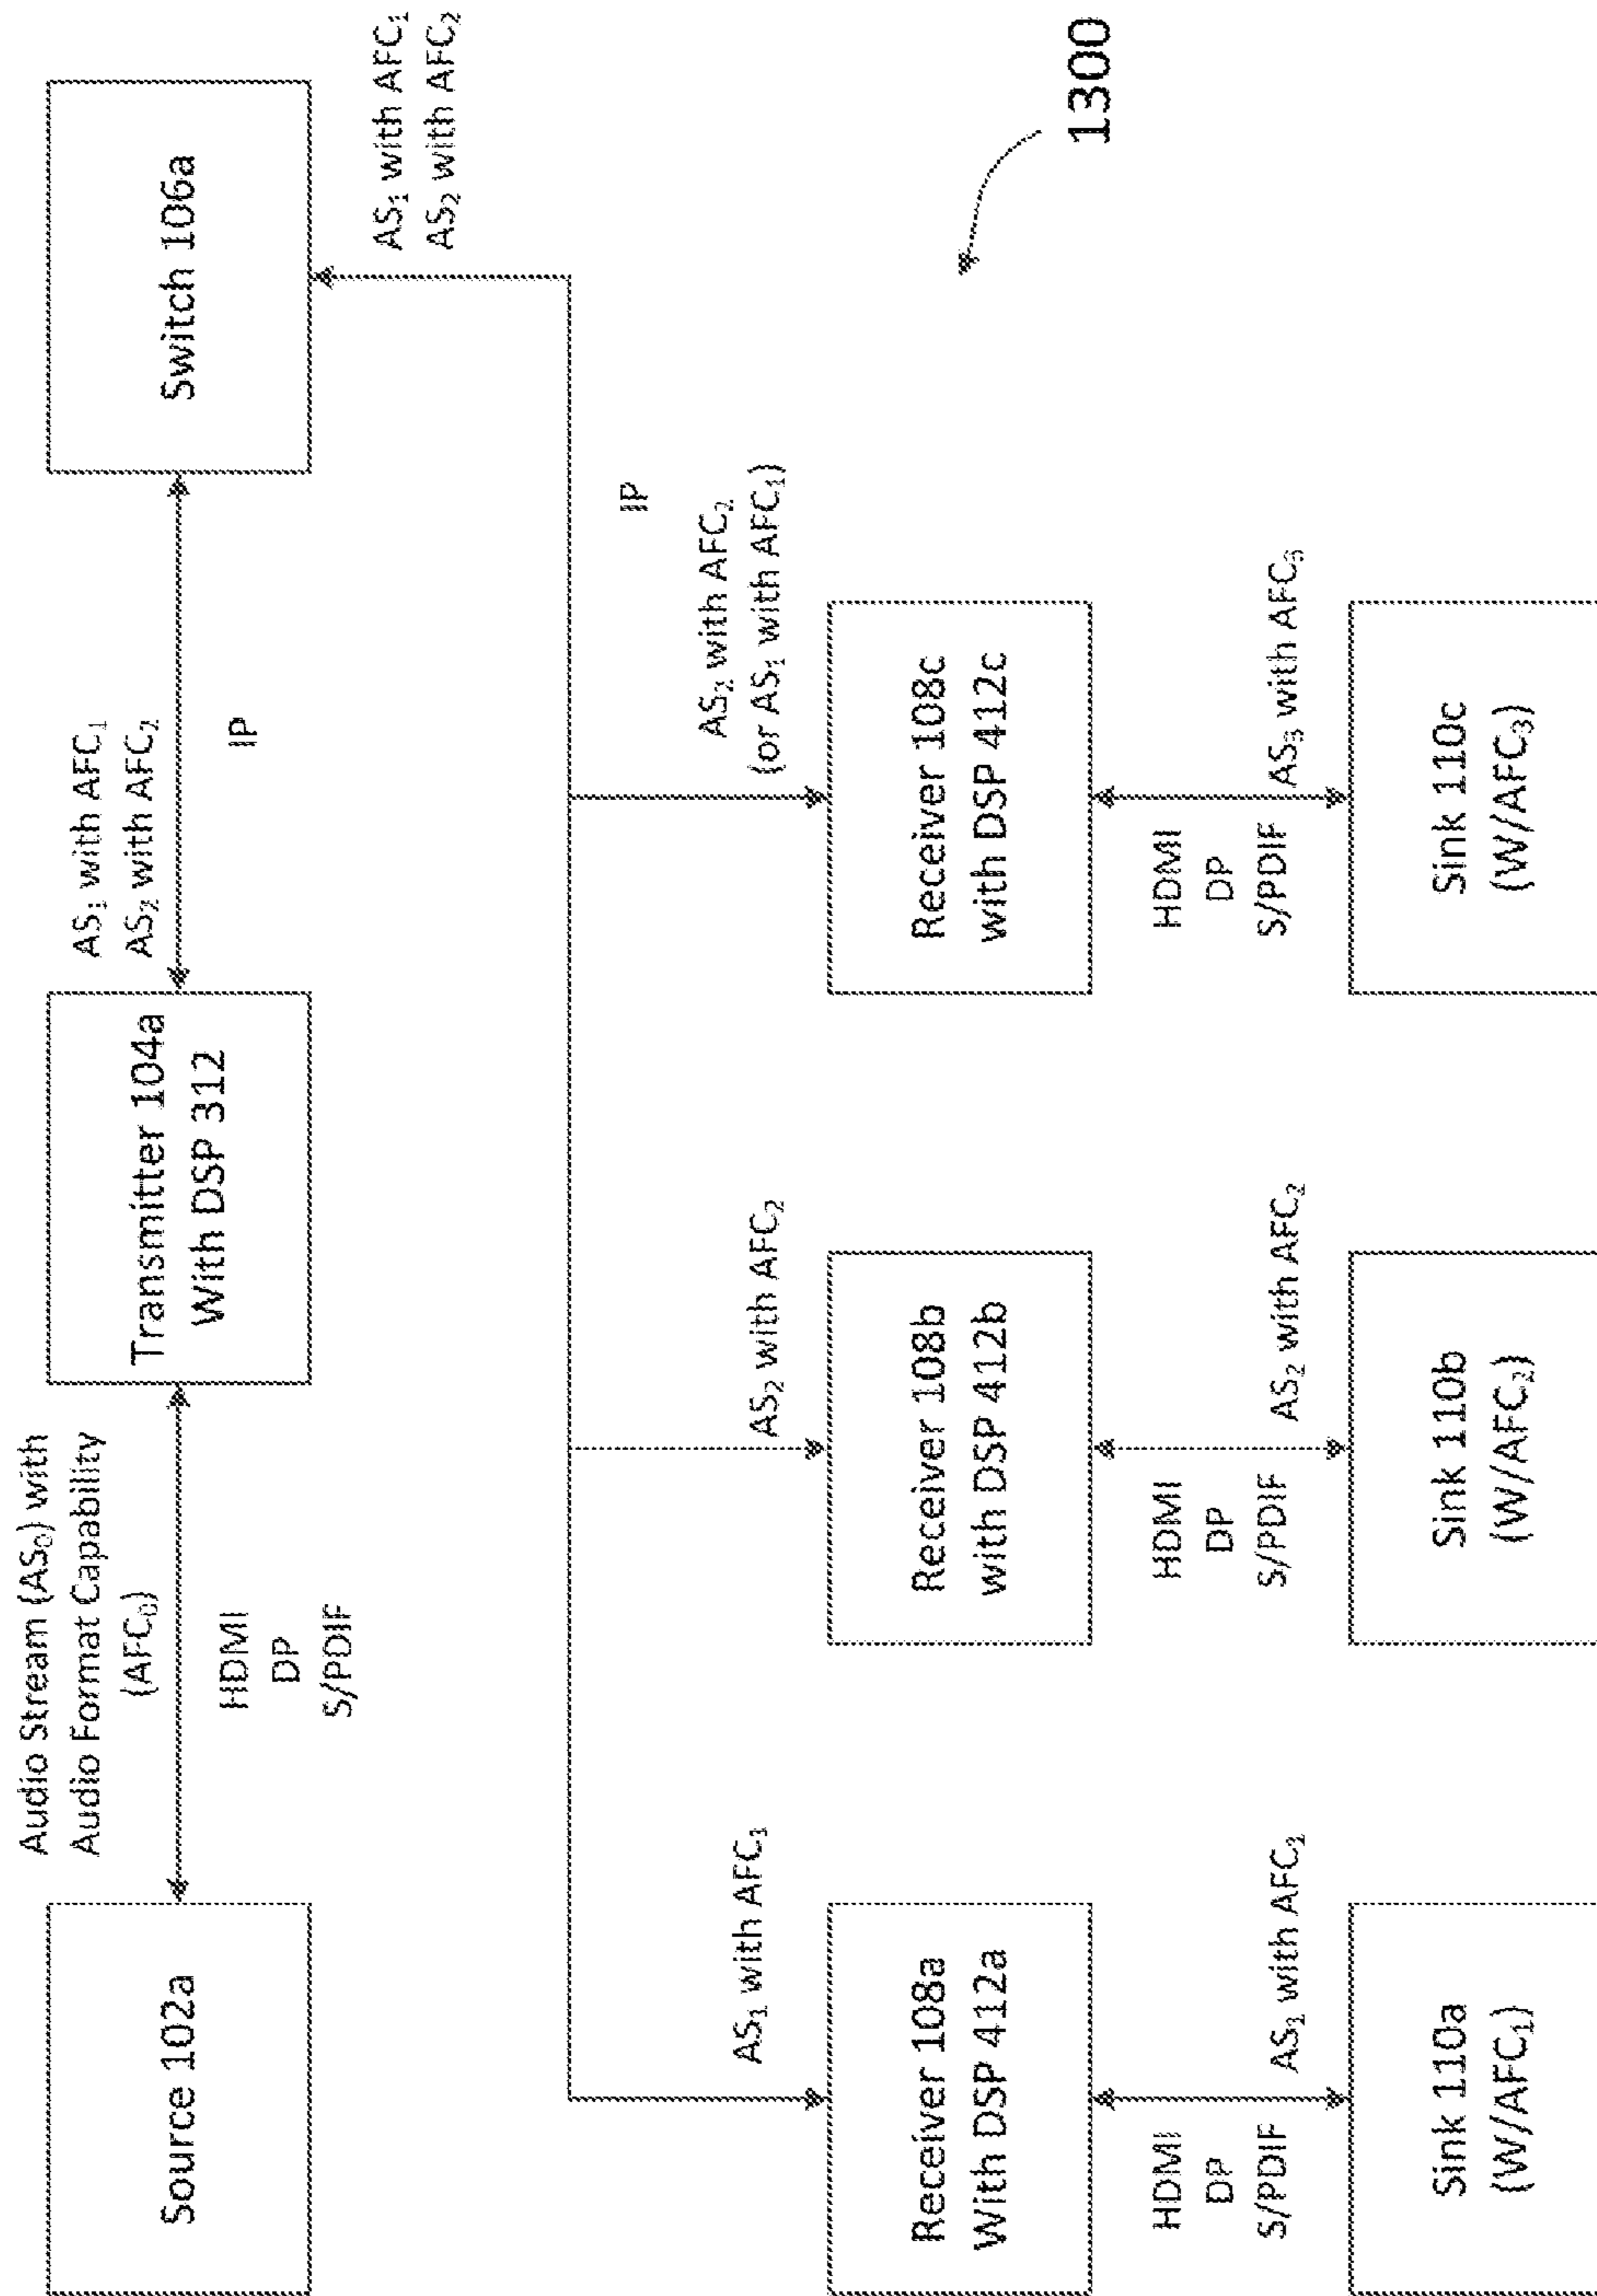 Audio Stream (AS₀) with
Audio Format Capability
(AFC₀)
Source 102a
HDMI
DP
S/PDIF
Transmitter 104a
With DSP 312
AS₁ with AFC₁
AS₂ with AFC₂
IP
Switch 106a
AS₁ with AFC₁
AS₂ with AFC₂
IP
AS₁ with AFC₁
AS₂ with AFC₂
AS₂ with AFC₂
(or AS₁ with AFC₁)
Receiver 108a
With DSP 412a
Receiver 108b
with DSP 412b
Receiver 108c
with DSP 412c
HDMI
DP
S/PDIF
AS₁ with AFC₁
HDMI
DP
S/PDIF
AS₂ with AFC₂
HDMI
DP
S/PDIF
AS₃ with AFC₃
Sink 110a
(W/AFC₁)
Sink 110b
(W/AFC₂)
Sink 110c
(W/AFC₃)
1300